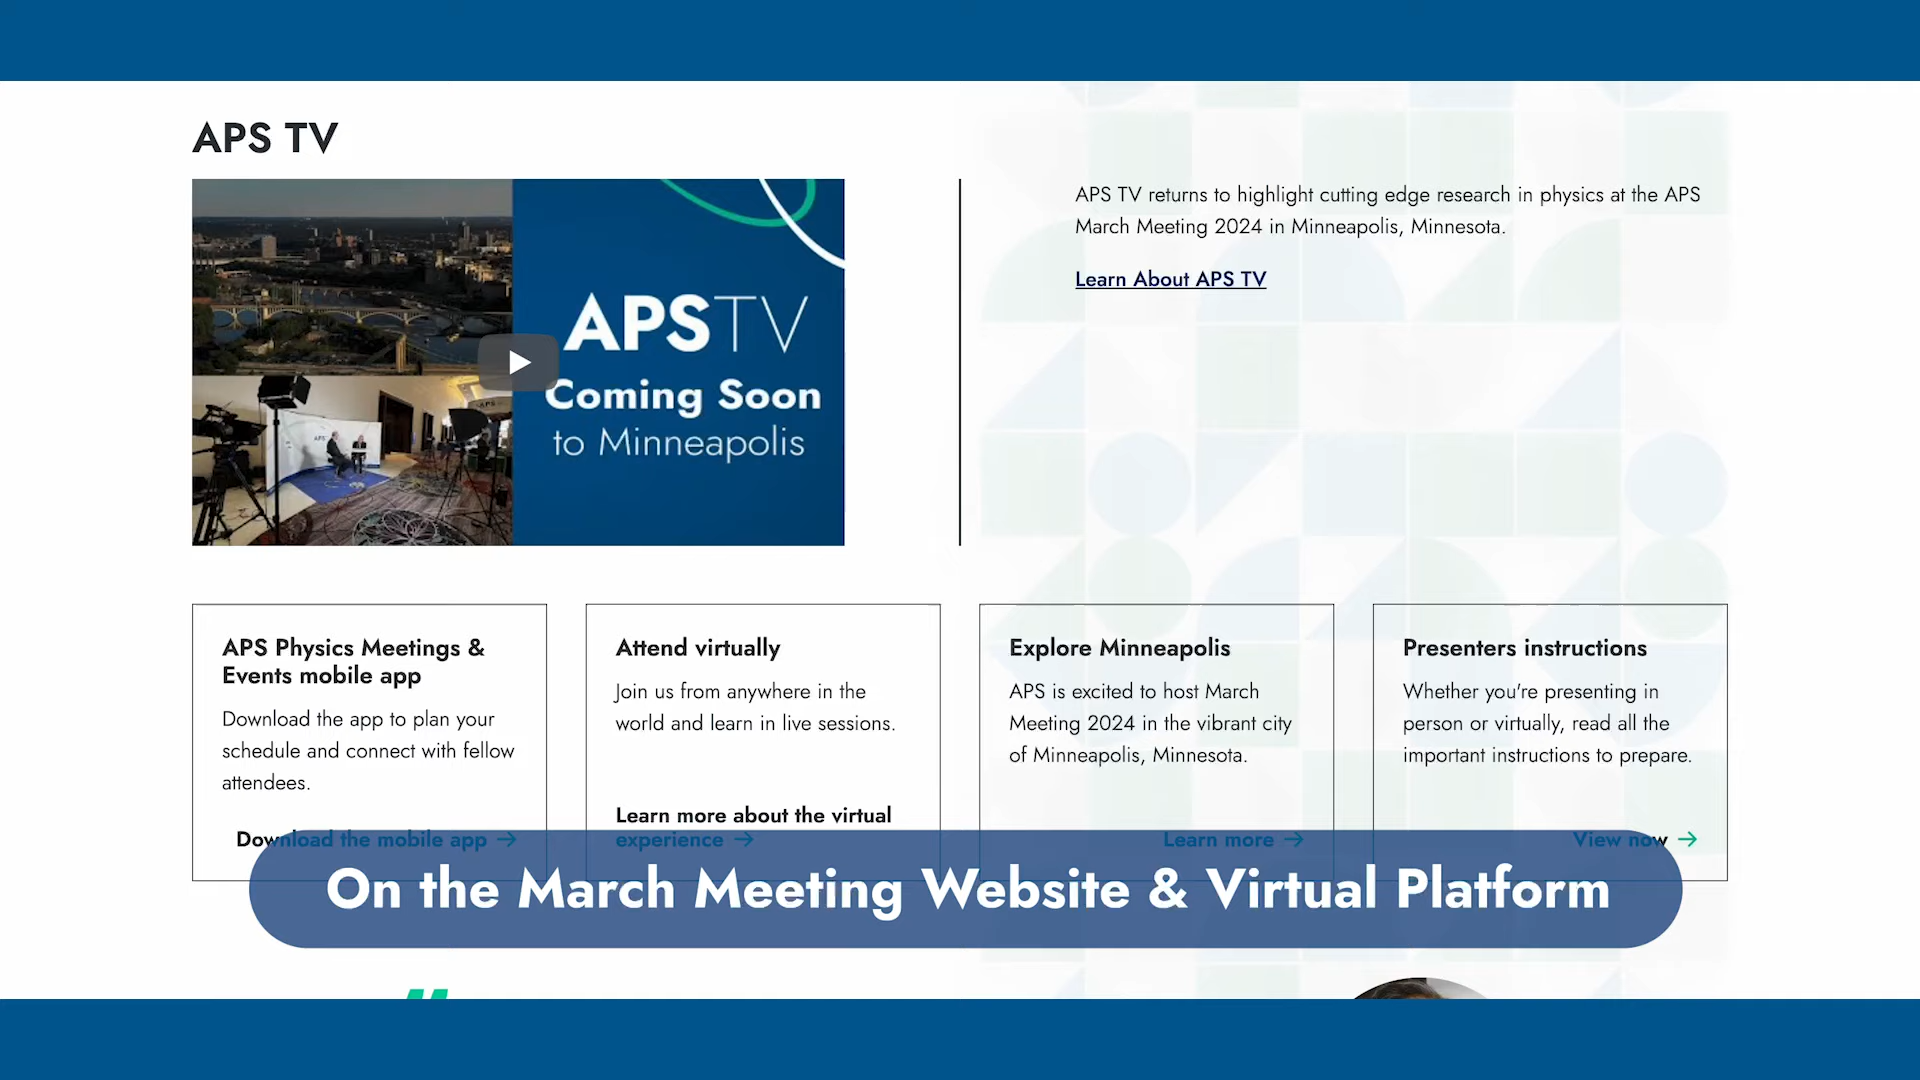 APS TV
APSTV
Coming Soon
to Minneapolis
APS
APS
APS TV returns to highlight cutting edge research in physics at the APS
March Meeting 2024 in Minneapolis, Minnesota.
Learn About APS TV
APS Physics Meetings &
Events mobile app
Download the app to plan your
schedule and connect with fellow
attendees.
Download the mobile app →
Attend virtually
Join us from anywhere in the
world and learn in live sessions.
Learn more about the virtual
experience →
Explore Minneapolis
APS is excited to host March
Meeting 2024 in the vibrant city
of Minneapolis, Minnesota.
Learn more →
Presenters instructions
Whether you're presenting in
person or virtually, read all the
important instructions to prepare.
View now →
On the March Meeting Website & Virtual Platform